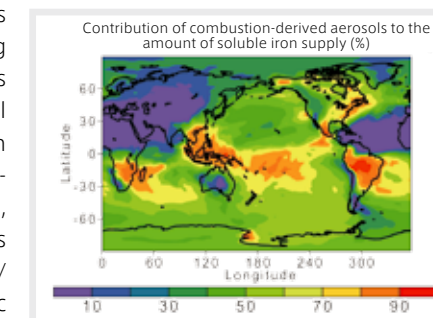 s
Contribution of combustion-derived aerosols to the
g
amount of soluble iron supply (%)
s
l
n
-
,
s
/
c
Latitude
60
30
0
-30
-60
0 60 120 180 240 300
Longitude
10 30 50 70 90